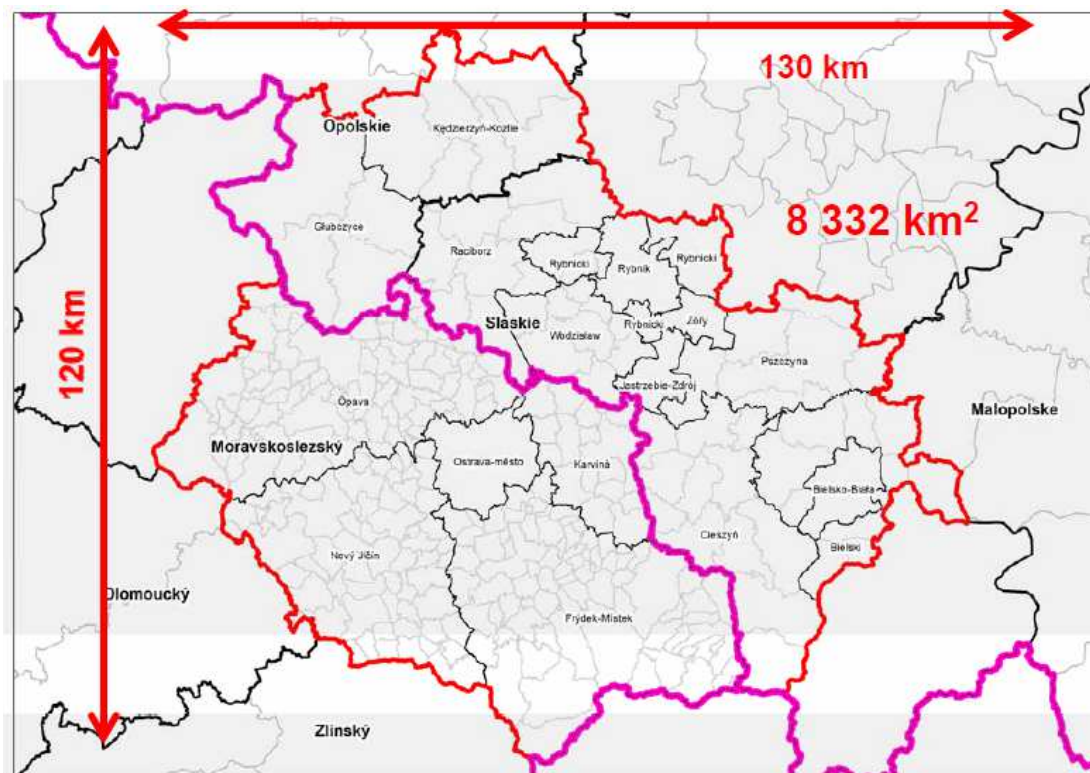 130 km
Opolskie
Kędzierzyn-Koźle
8 332 km²
Głubczyce
Racibórz
Rybnicki
Rybnik
Rybnicki
120 km
Slaskie
Wodzisław
Rybnicki
Żory
Pszczyna
Jastrzębie-Zdrój
Opava
Malopolske
Moravskoslezský
Ostrava-město
Karviná
Bielsko-Biała
Cieszyn
Bielski
Nový Jičín
Olomoucký
Frýdek-Místek
Zlínský